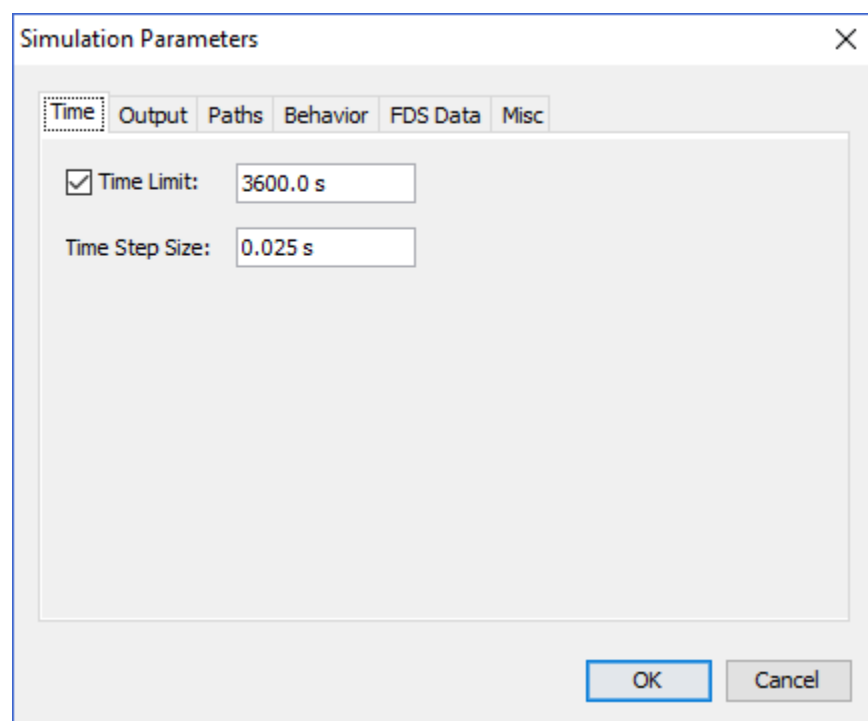 Simulation Parameters
Time Output Paths Behavior FDS Data Misc
Time Limit: 3600.0 s
Time Step Size: 0.025 s
OK Cancel